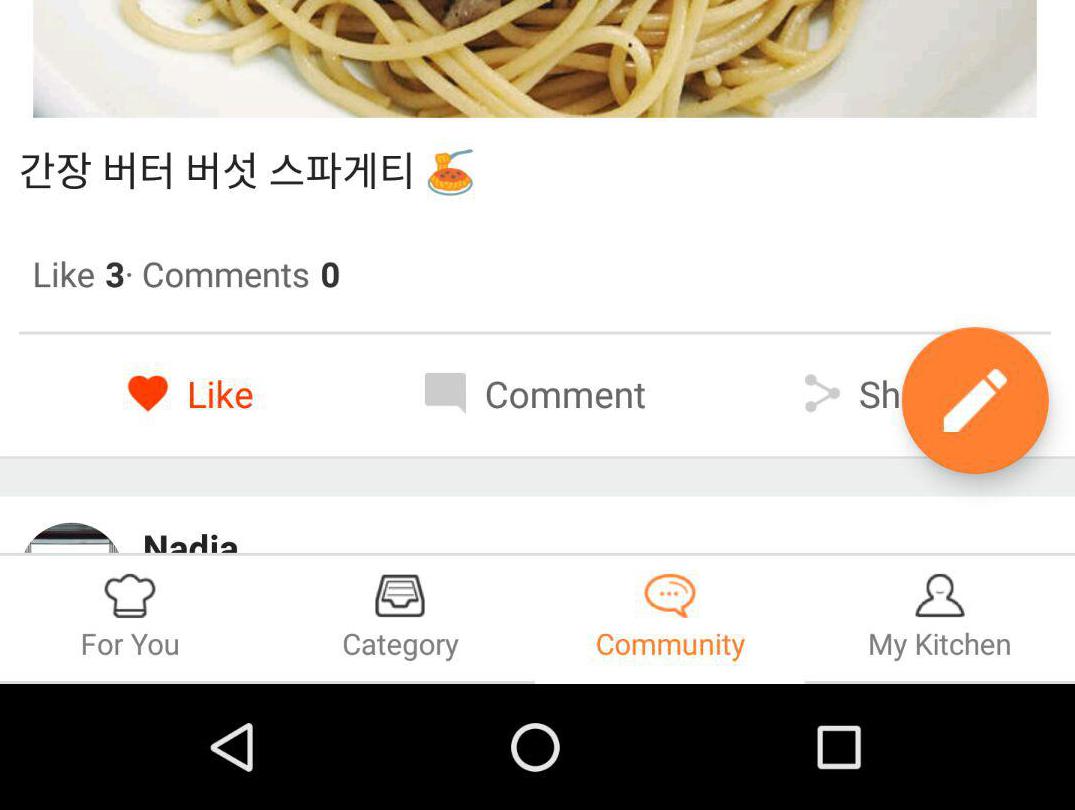 간장 버터 버섯 스파게티 🍝
Like 3· Comments 0
Like
Comment
Sh
Nadia
For You
Category
Community
My Kitchen